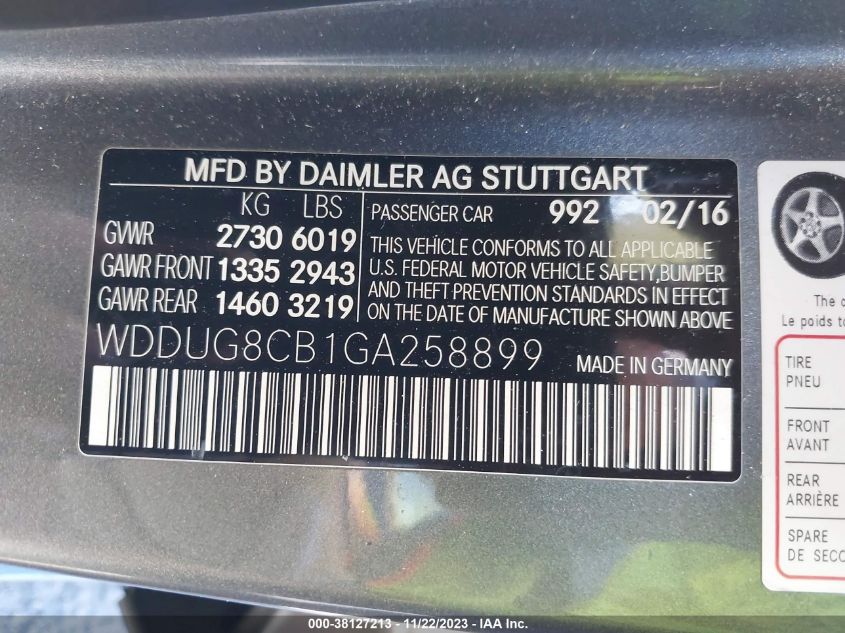 MFD BY DAIMLER AG STUTTGART
KG LBS
GVWR 2730 6019
GAWR FRONT 1335 2943
GAWR REAR 1460 3219
PASSENGER CAR 992 02/16
THIS VEHICLE CONFORMS TO ALL APPLICABLE
U.S. FEDERAL MOTOR VEHICLE SAFETY,BUMPER
AND THEFT PREVENTION STANDARDS IN EFFECT
ON THE DATE OF MANUFACTURE SHOWN ABOVE
WDDUG8CB1GA258899 MADE IN GERMANY
The
Le poids to
TIRE
PNEU
FRONT
AVANT
REAR
ARRIÈRE
SPARE
DE
000-38127213 - 11/22/2023 - IAA Inc.